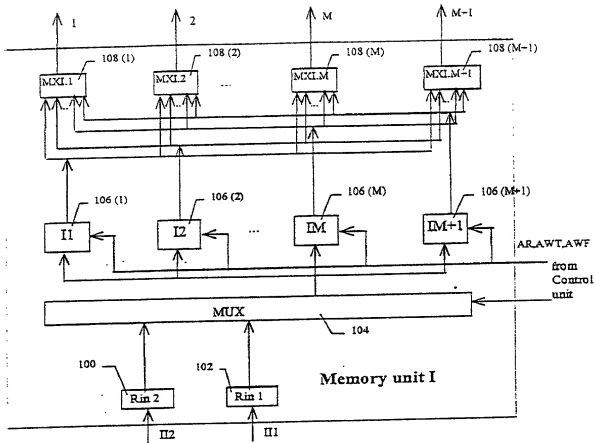 1 2 M M-1
108 (1) 108 (2) 108 (M) 108 (M-1)
MXI.1 MXI.2 ... MXI.M MXI.M-1
... ... ... ...
106 (1) 106 (2) 106 (M) 106 (M+1)
I1 I2 ... IM IM+1
AR,AWT,AWF
from
Control
unit
MUX
104
100 102
Memory unit I
Rin 2 Rin 1
II2 II1